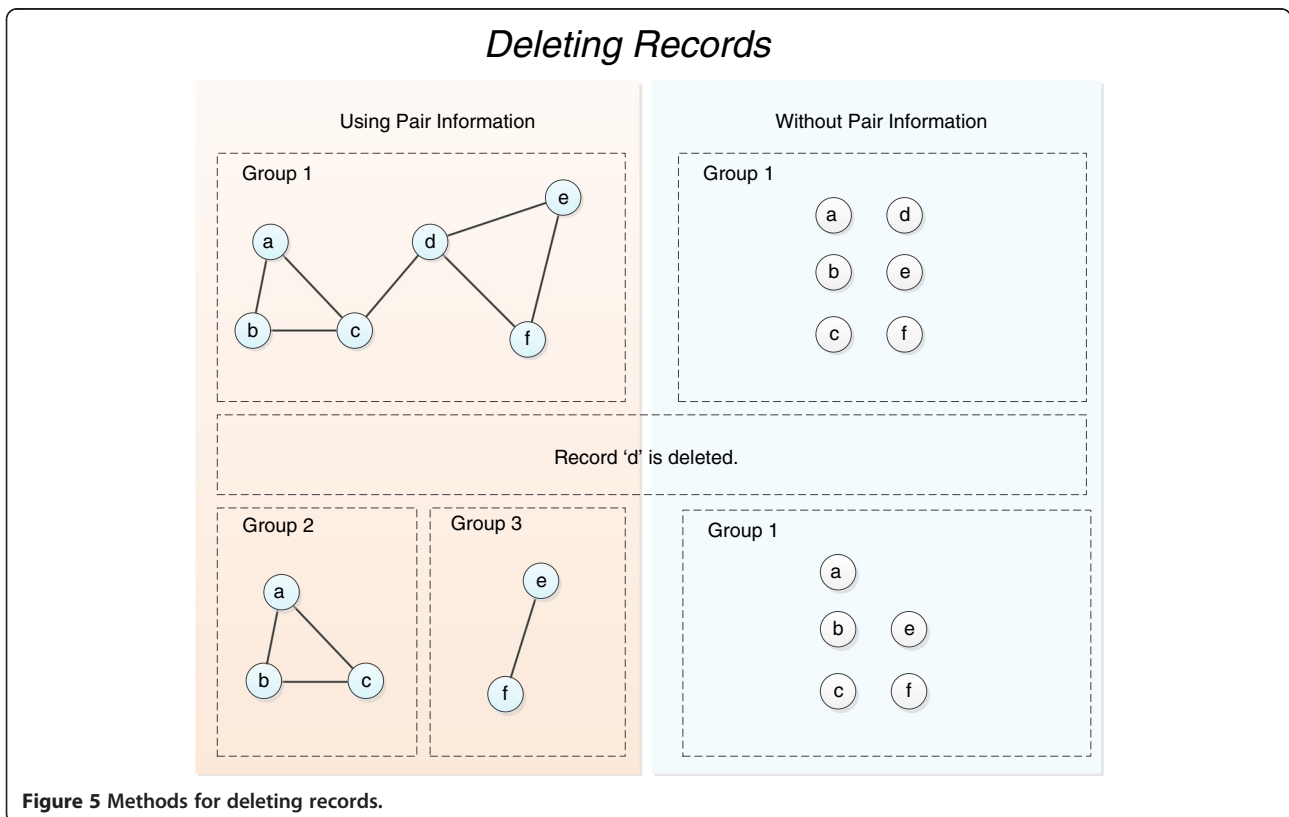 Deleting Records
Using Pair Information
Without Pair Information
Group 1
a
b
c
d
e
f
Group 1
a
d
b
e
c
f
Record ‘d’ is deleted.
Group 2
a
b
c
Group 3
e
f
Group 1
a
b
e
c
f
Figure 5 Methods for deleting records.